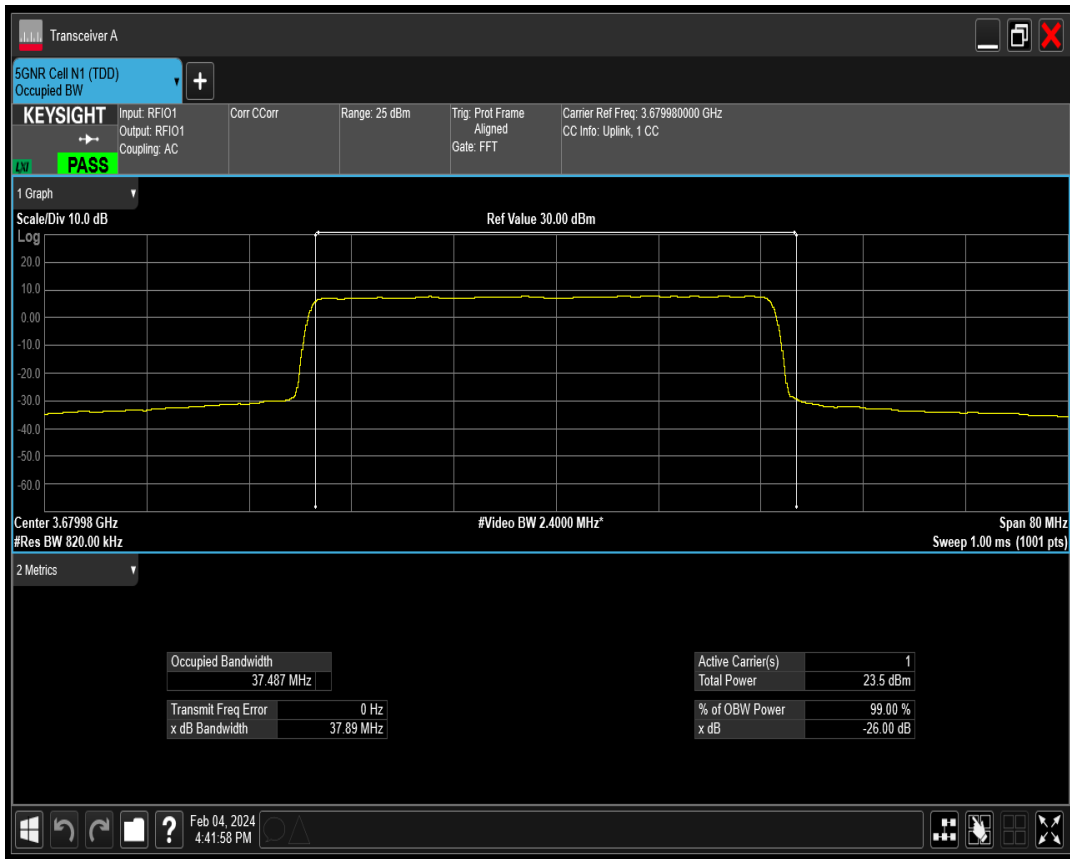 Transceiver A
5GNR Cell N1 (TDD)
Occupied BW
+
KEYSIGHT
LXI
PASS
Input: RFIO1
Output: RFIO1
Coupling: AC
Corr CCorr
Range: 25 dBm
Trig: Prot Frame
Aligned
Gate: FFT
Carrier Ref Freq: 3.679980000 GHz
CC Info: Uplink, 1 CC
1 Graph
Scale/Div 10.0 dB
Ref Value 30.00 dBm
Log
20.0
10.0
0.00
-10.0
-20.0
-30.0
-40.0
-50.0
-60.0
Center 3.67998 GHz
#Video BW 2.4000 MHz*
Span 80 MHz
#Res BW 820.00 kHz
Sweep 1.00 ms (1001 pts)
2 Metrics
Occupied Bandwidth
37.487 MHz
Transmit Freq Error 0 Hz
x dB Bandwidth 37.89 MHz
Active Carrier(s) 1
Total Power 23.5 dBm
% of OBW Power 99.00 %
x dB -26.00 dB
?
Feb 04, 2024
4:41:58 PM